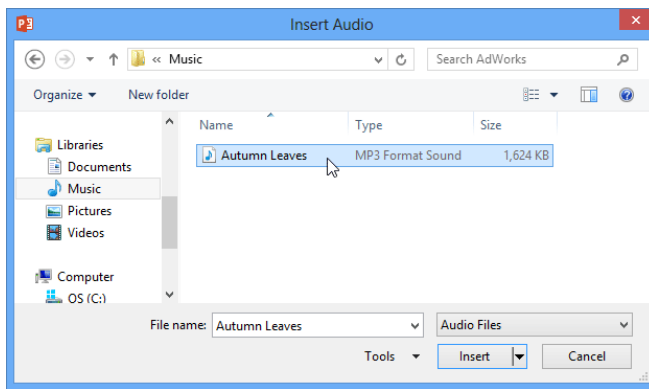 Insert Audio
« Music
Search AdWorks
Organize
New folder
Name Type Size
Libraries
Documents
Music
Pictures
Videos
Computer
OS (C:)
Autumn Leaves MP3 Format Sound 1,624 KB
File name: Autumn Leaves
Audio Files
Tools
Insert
Cancel